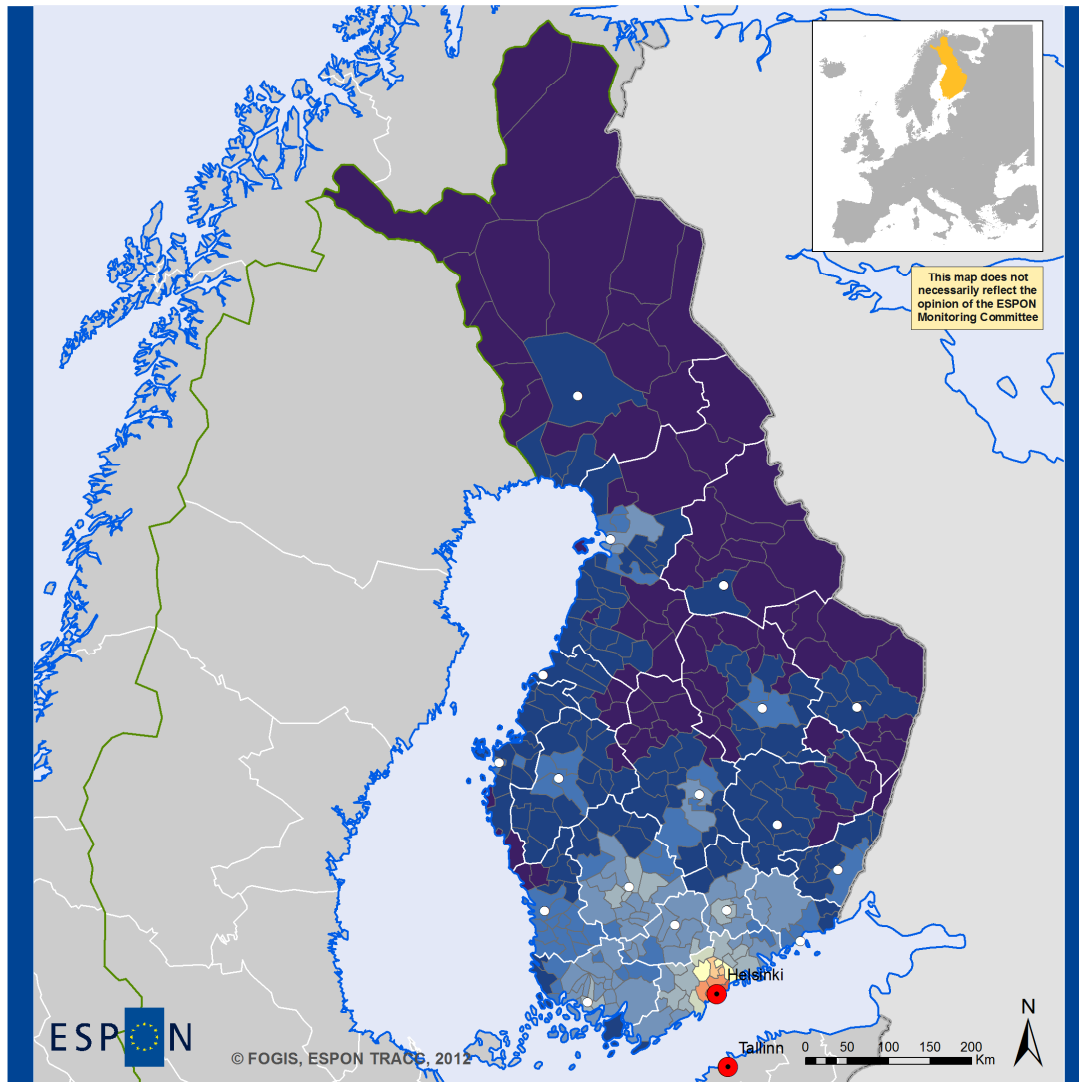 This map does not
necessarily reflect the
opinion of the ESPON
Monitoring Committee
Helsinki
N
ESPON
Tallinn
0 50 100 150 200
Km
© FOGIS, ESPON TRACC, 2012